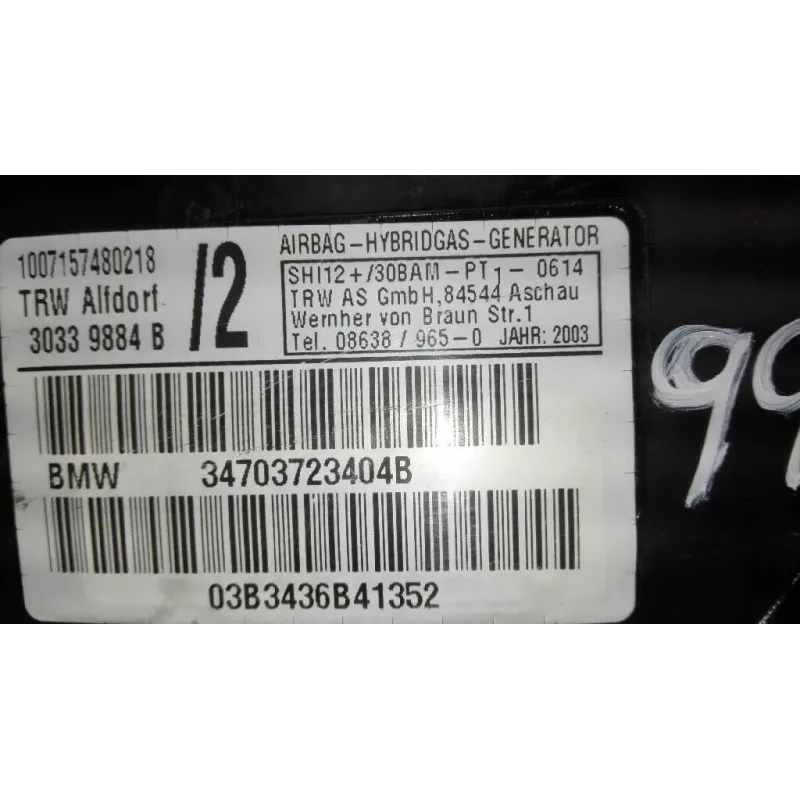 1007157480218
TRW Alfdorf
3033 9884 B
/2
AIRBAG-HYBRIDGAS-GENERATOR
SHI12+/30BAM-PT1-0614
TRW AS GmbH,84544 Aschau
Wernher von Braun Str.1
Tel. 08638/965-0 JAHR: 2003
BMW 34703723404B
03B3436B41352
99